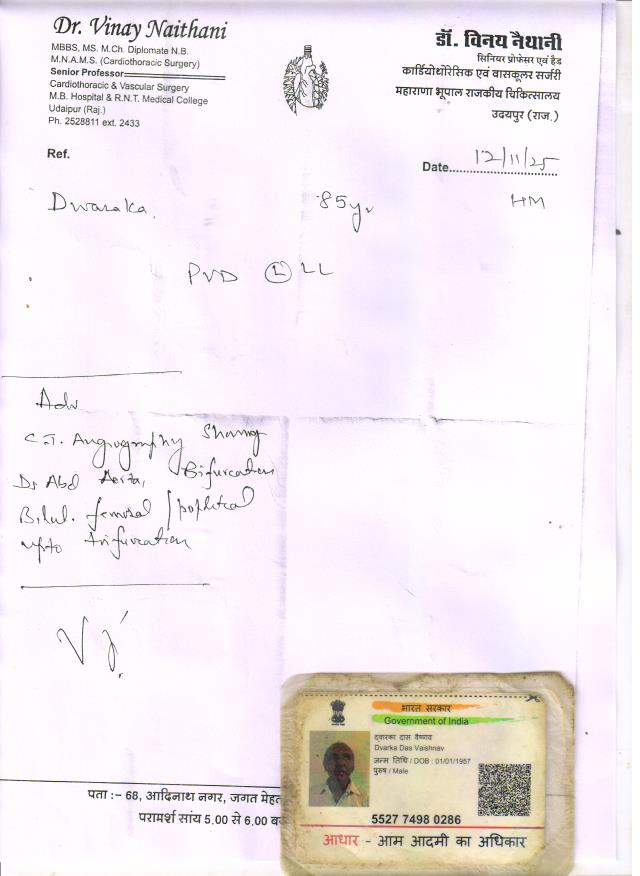 Dr. Vinay Naithani
MBBS, MS. M.Ch. Diplomate N.B.
M.N.A.M.S. (Cardiothoracic Surgery)
Senior Professor
Cardiothoracic & Vascular Surgery
M.B. Hospital & R.N.T. Medical College
Udaipur (Raj.)
Ph. 2528811 ext. 2433
डॉ. विनय नैथानी
सिनियर प्रोफेसर एवं हैड
कार्डियोथोरेसिक एवं वासकूलर सर्जरी
महाराणा भूपाल राजकीय चिकित्सालय
उदयपुर (राज.)
Ref.
Date 12/11/25
Dwaraka 85 yr HM
PVD (L) LL
Adv
C.T. Angiography Showing
Ds Abd Aorta, Bifurcation
femoral / popliteal
upto trifurcation
भारत सरकार
Government of India
द्वारका दास वैष्णव
Dvarka Das Vaishnav
जन्म तिथि / DOB : 01/01/1957
पुरुष / Male
5527 7498 0286
आधार - आम आदमी का अधिकार
पता :- 68, आदिनाथ नगर, जगत
परामर्श सांय 5.00 से 6.00